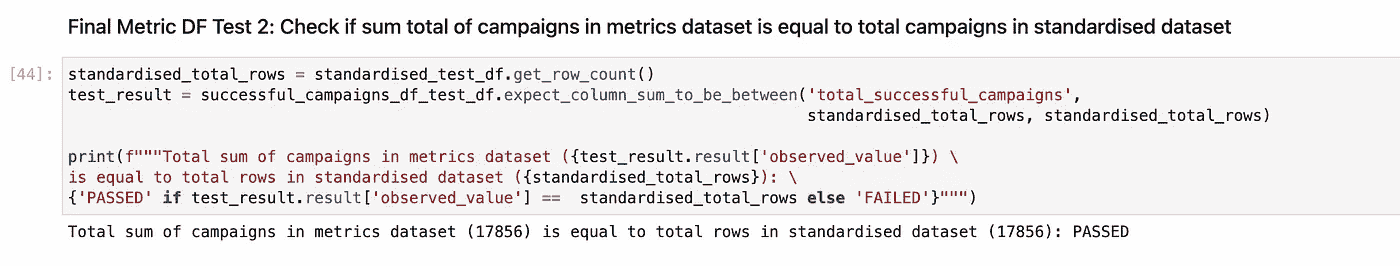 Final Metric DF Test 2: Check if sum total of campaigns in metrics dataset is equal to total campaigns in standardised dataset
[44]: standardised_total_rows = standardised_test_df.get_row_count()
test_result = successful_campaigns_df_test_df.expect_column_sum_to_be_between('total_successful_campaigns',
standardised_total_rows, standardised_total_rows)
print(f"""Total sum of campaigns in metrics dataset ({test_result.result['observed_value']}) \
is equal to total rows in standardised dataset ({standardised_total_rows}): \
{'PASSED' if test_result.result['observed_value'] ==  standardised_total_rows else 'FAILED'}""")
Total sum of campaigns in metrics dataset (17856) is equal to total rows in standardised dataset (17856): PASSED